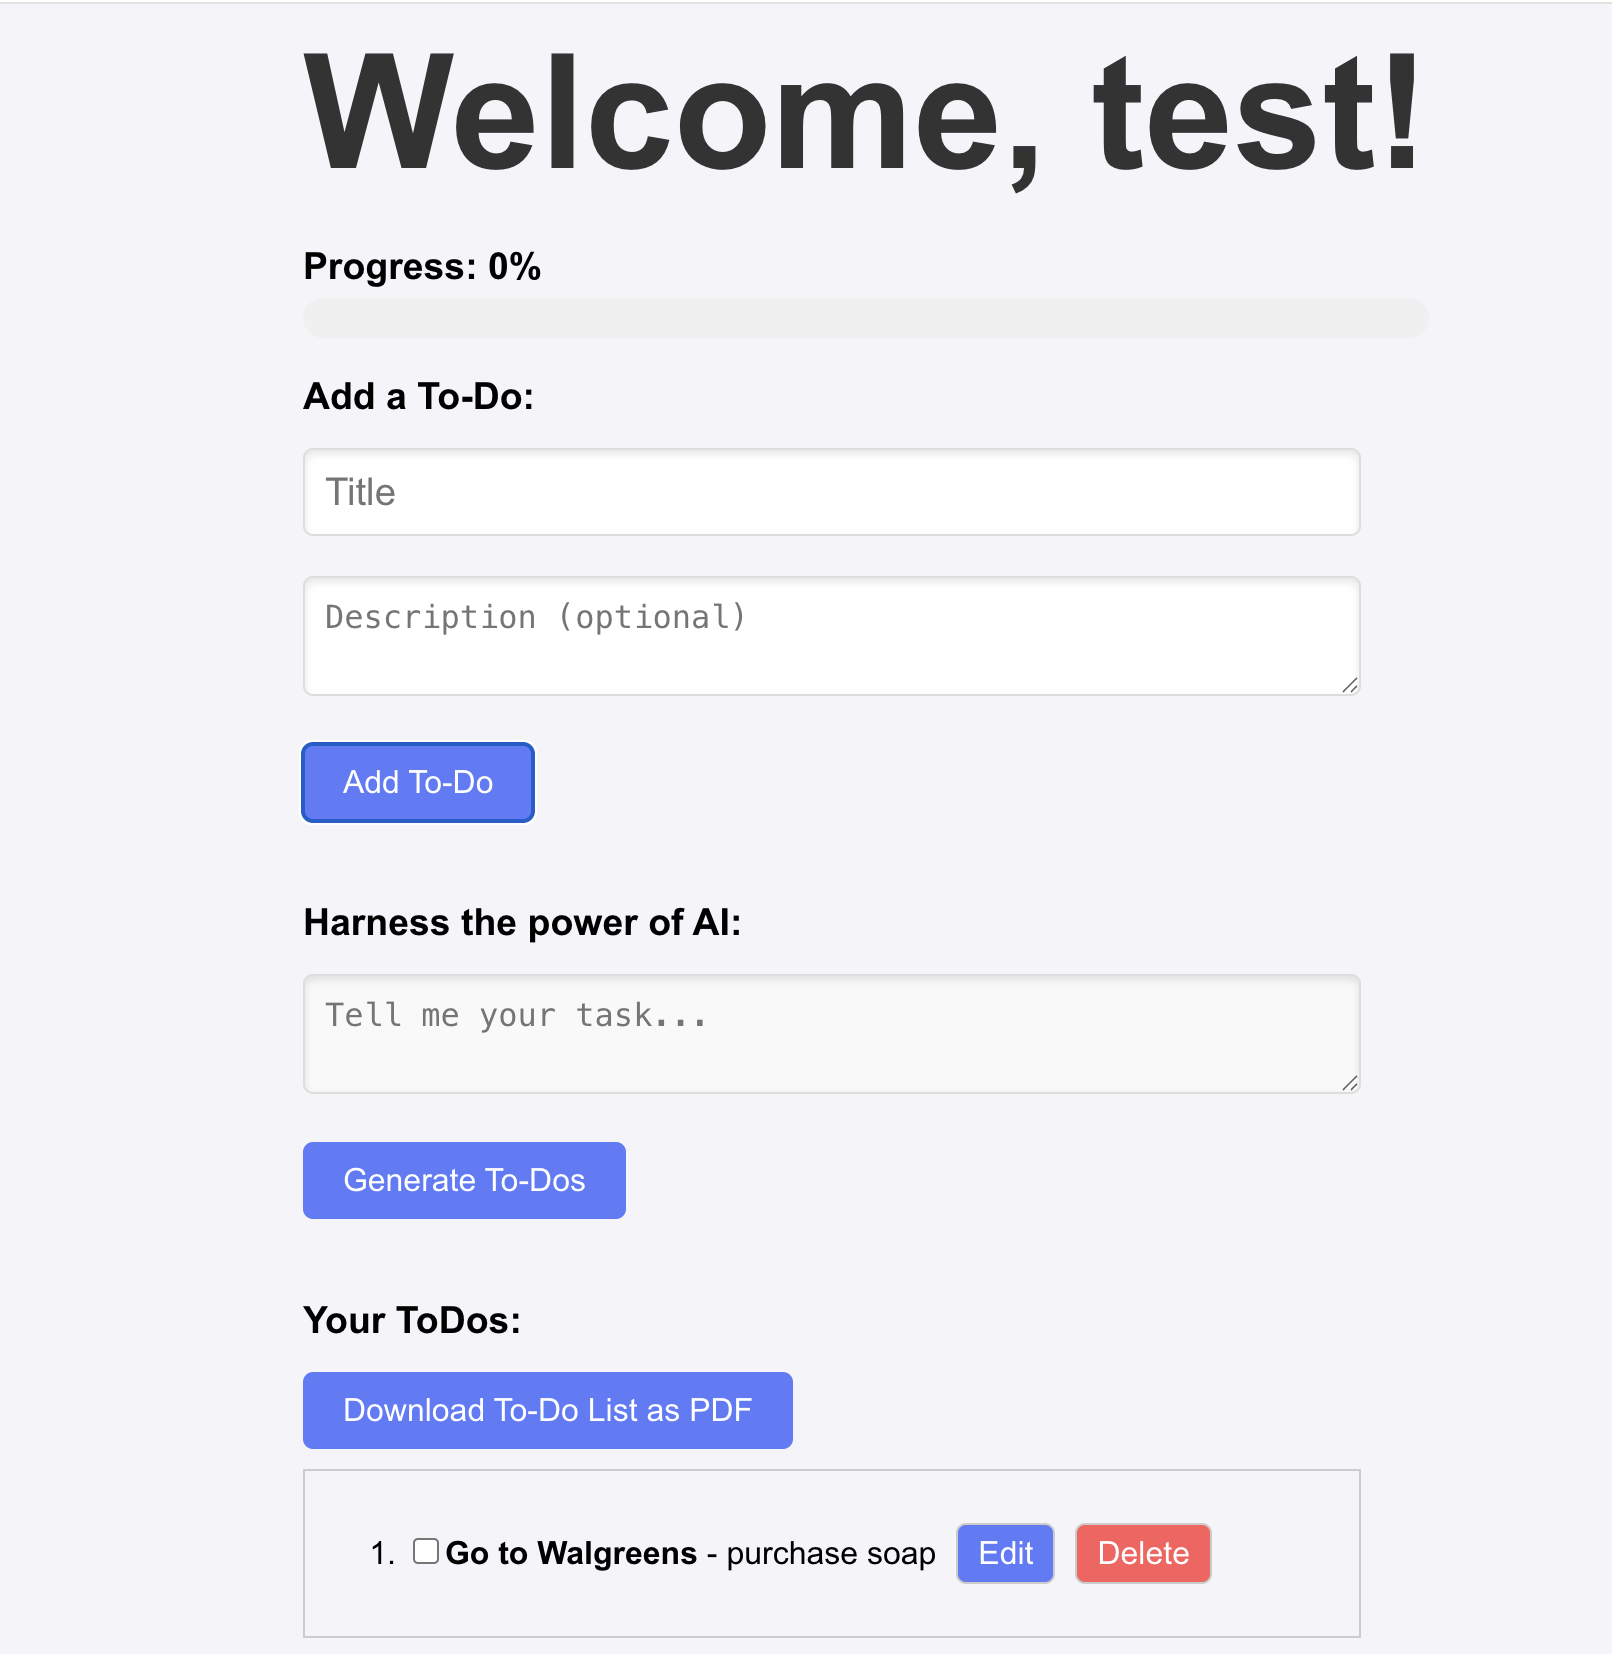 Welcome, test!
Progress: 0%
Add a To-Do:
Title
Description (optional)
Add To-Do
Harness the power of AI:
Tell me your task...
Generate To-Dos
Your ToDos:
Download To-Do List as PDF
1. Go to Walgreens - purchase soap Edit Delete